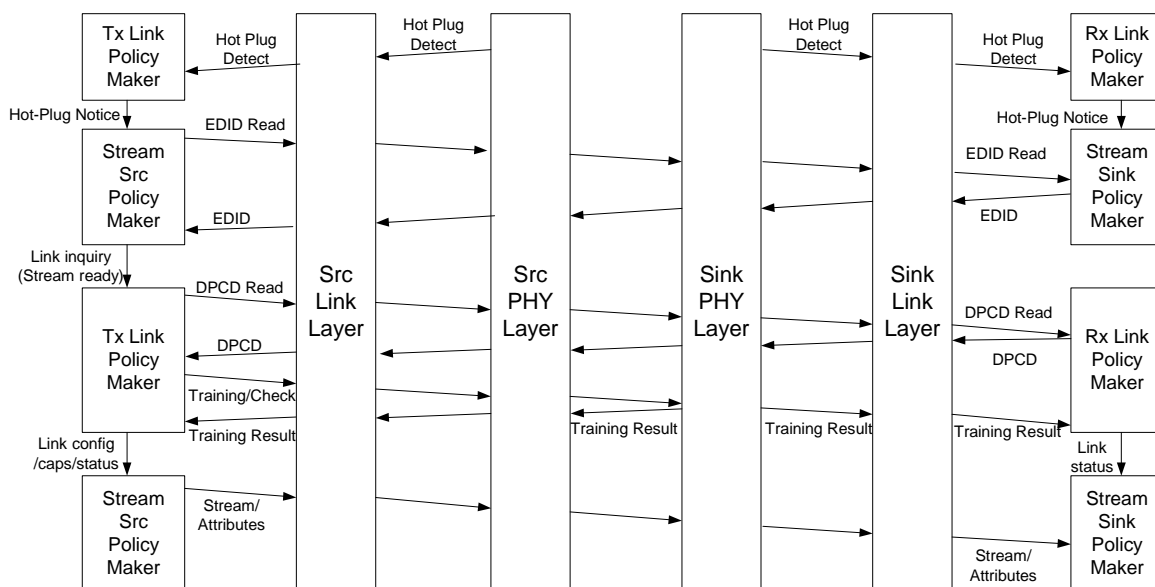 Tx Link
Policy
Maker
Hot Plug
Detect
Hot Plug
Detect
Hot Plug
Detect
Hot Plug
Detect
Rx Link
Policy
Maker
Hot-Plug Notice
Hot-Plug Notice
Stream
Src
Policy
Maker
EDID Read
EDID
EDID Read
EDID
Stream
Sink
Policy
Maker
Link inquiry
(Stream ready)
Src
Link
Layer
Src
PHY
Layer
Sink
PHY
Layer
Sink
Link
Layer
Tx Link
Policy
Maker
DPCD Read
DPCD
Training/Check
Training Result
Training Result
Training Result
DPCD Read
DPCD
Training Result
Rx Link
Policy
Maker
Link config
/caps/status
Link
status
Stream
Src
Policy
Maker
Stream/
Attributes
Stream/
Attributes
Stream
Sink
Policy
Maker